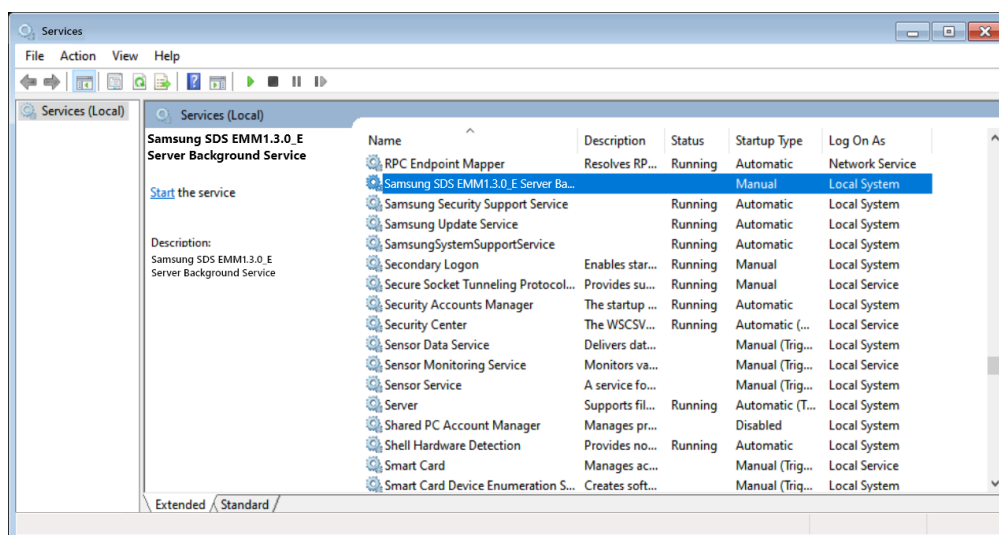 Services
File Action View Help
Services (Local)
Services (Local)
Samsung SDS EMM1.3.0_E
Server Background Service
Start the service
Description:
Samsung SDS EMM1.3.0_E
Server Background Service
Name Description Status Startup Type Log On As
RPC Endpoint Mapper Resolves RP... Running Automatic Network Service
Samsung SDS EMM1.3.0_E Server Ba... Manual Local System
Samsung Security Support Service Running Automatic Local System
Samsung Update Service Running Automatic Local System
SamsungSystemSupportService Running Automatic Local System
Secondary Logon Enables star... Running Manual Local System
Secure Socket Tunneling Protocol... Provides su... Running Manual Local Service
Security Accounts Manager The startup ... Running Automatic Local System
Security Center The WSCSV... Running Automatic (... Local Service
Sensor Data Service Delivers dat... Manual (Trig... Local System
Sensor Monitoring Service Monitors va... Manual (Trig... Local Service
Sensor Service A service fo... Manual (Trig... Local System
Server Supports fil... Running Automatic (T... Local System
Shared PC Account Manager Manages pr... Disabled Local System
Shell Hardware Detection Provides no... Running Automatic Local System
Smart Card Manages ac... Manual (Trig... Local Service
Smart Card Device Enumeration S... Creates soft... Manual (Trig... Local System
Extended Standard